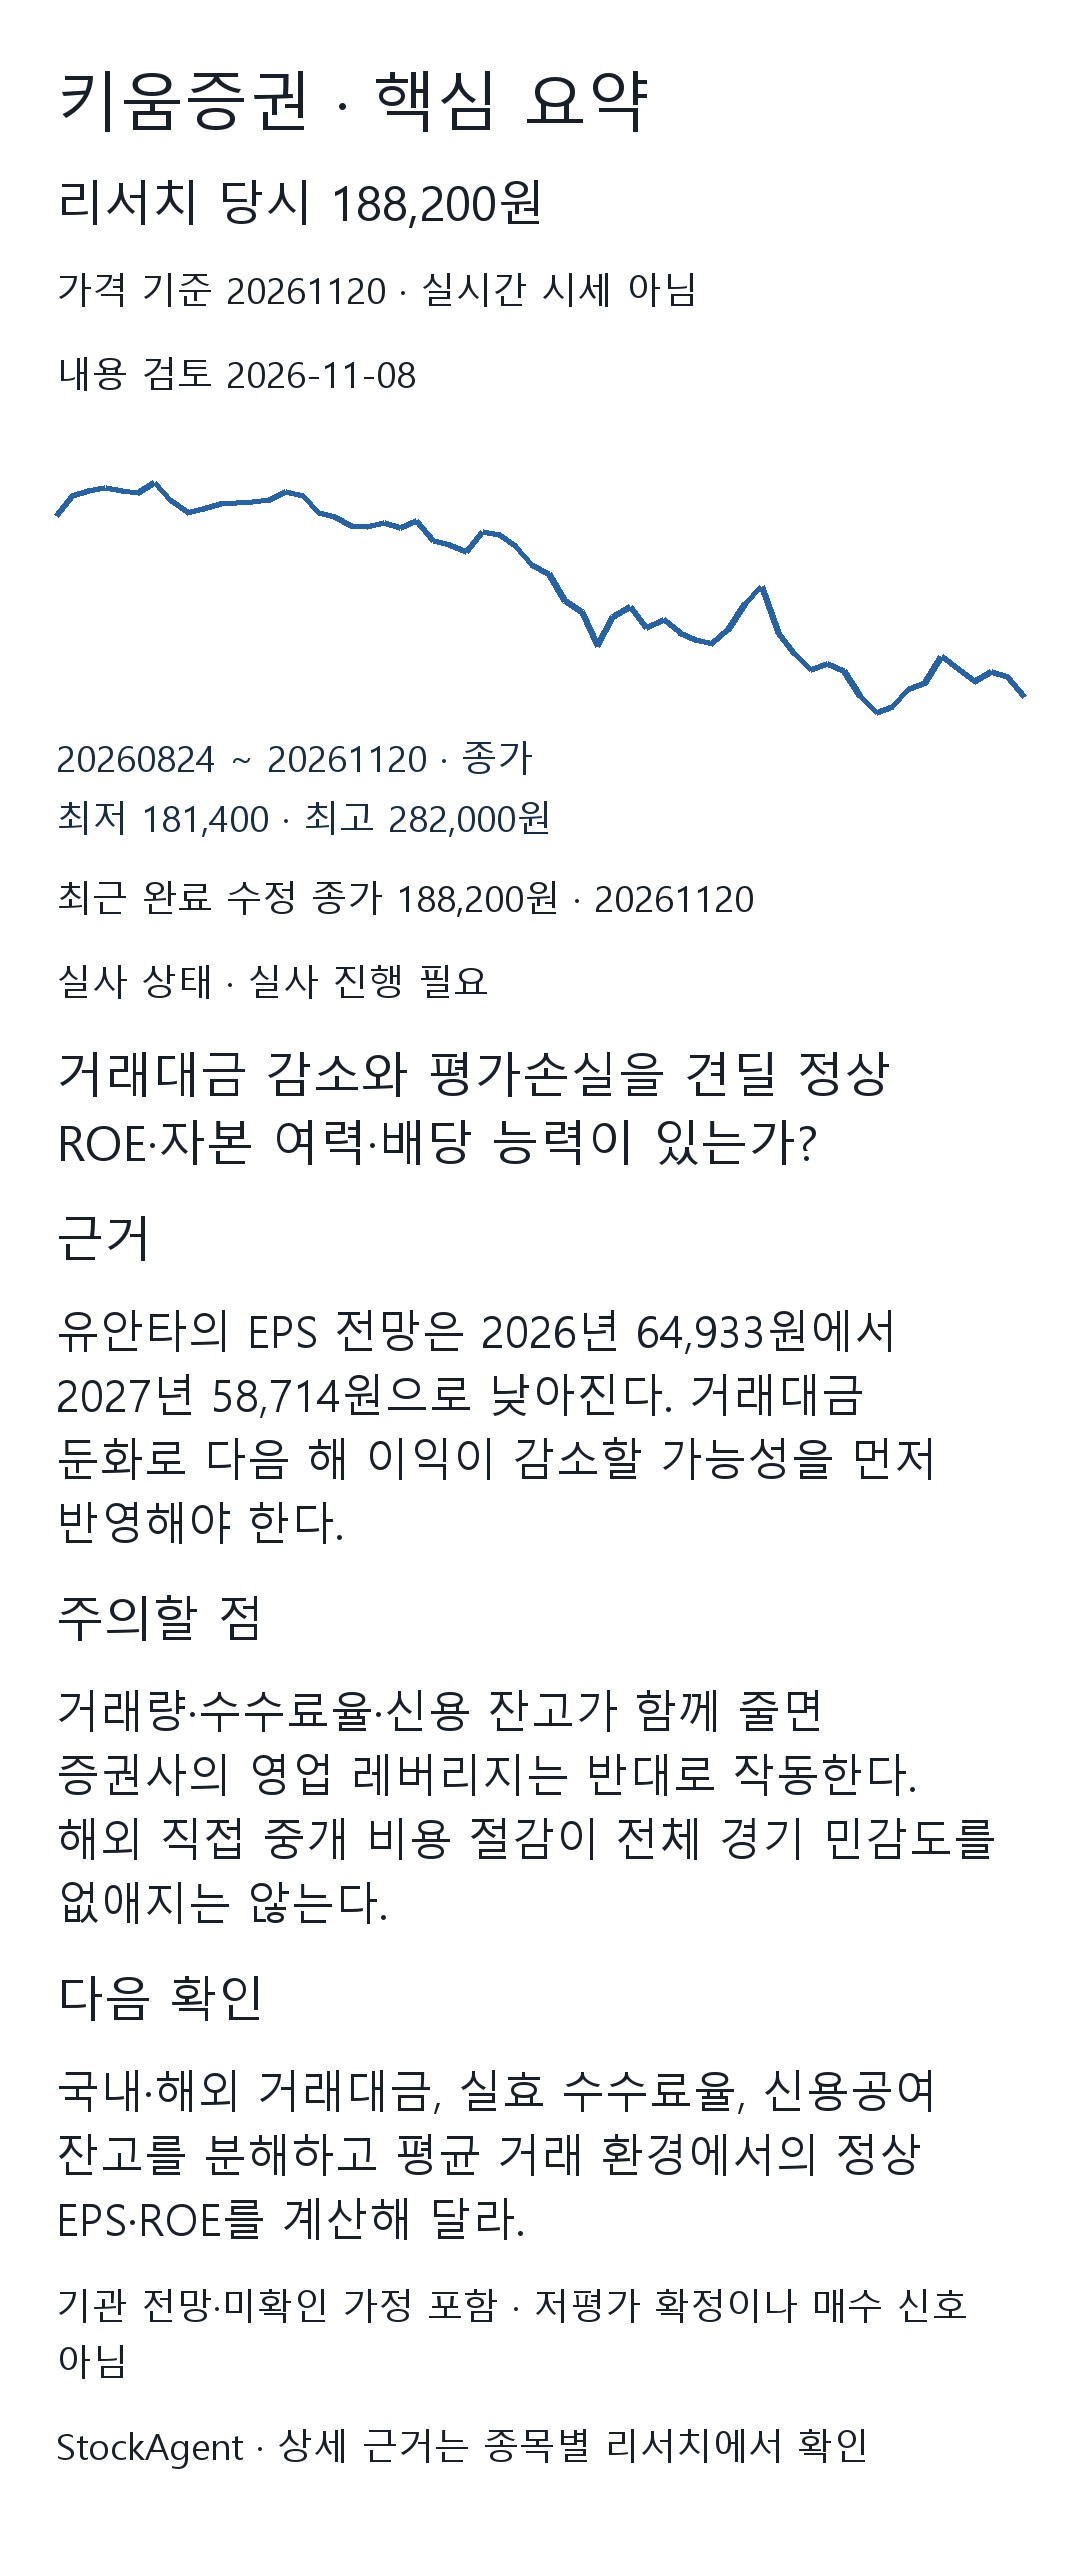 키움증권 · 핵심 요약
리서치 당시 188,200원
가격 기준 20261120 · 실시간 시세 아님
내용 검토 2026-11-08
20260824 ~ 20261120 · 종가
최저 181,400 · 최고 282,000원
최근 완료 수정 종가 188,200원 · 20261120
실사 상태 · 실사 진행 필요
거래대금 감소와 평가손실을 견딜 정상
ROE·자본 여력·배당 능력이 있는가?
근거
유안타의 EPS 전망은 2026년 64,933원에서
2027년 58,714원으로 낮아진다. 거래대금
둔화로 다음 해 이익이 감소할 가능성을 먼저
반영해야 한다.
주의할 점
거래량·수수료율·신용 잔고가 함께 줄면
증권사의 영업 레버리지는 반대로 작동한다.
해외 직접 중개 비용 절감이 전체 경기 민감도를
없애지는 않는다.
다음 확인
국내·해외 거래대금, 실효 수수료율, 신용공여
잔고를 분해하고 평균 거래 환경에서의 정상
EPS·ROE를 계산해 달라.
기관 전망·미확인 가정 포함 · 저평가 확정이나 매수 신호
아님
StockAgent · 상세 근거는 종목별 리서치에서 확인